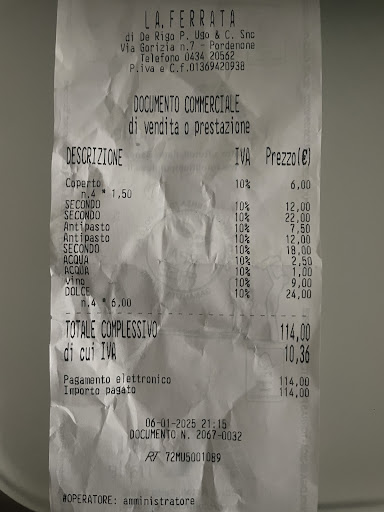 LA FERRATA
di De Rigo P. Ugo & C. Snc
Via Gorizia n.7 - Pordenone
Telefono 0434 20562
P.iva e C.f.01369420938
DOCUMENTO COMMERCIALE
di vendita o prestazione
DESCRIZIONE IVA Prezzo(€)
Coperto 10% 6,00
n.4 * 1,50
SECONDO 10% 12,00
SECONDO 10% 22,00
Antipasto 10% 7,50
Antipasto 10% 12,00
SECONDO 10% 18,00
ACQUA 10% 2,50
ACQUA 10% 1,00
Vino 10% 9,00
DOLCE 10% 24,00
n.4 * 6,00
TOTALE COMPLESSIVO 114,00
di cui IVA 10,36
Pagamento elettronico 114,00
Importo pagato 114,00
06-01-2025 21:15
DOCUMENTO N. 2067-0032
RT 72MU5001089
#OPERATORE: amministratore